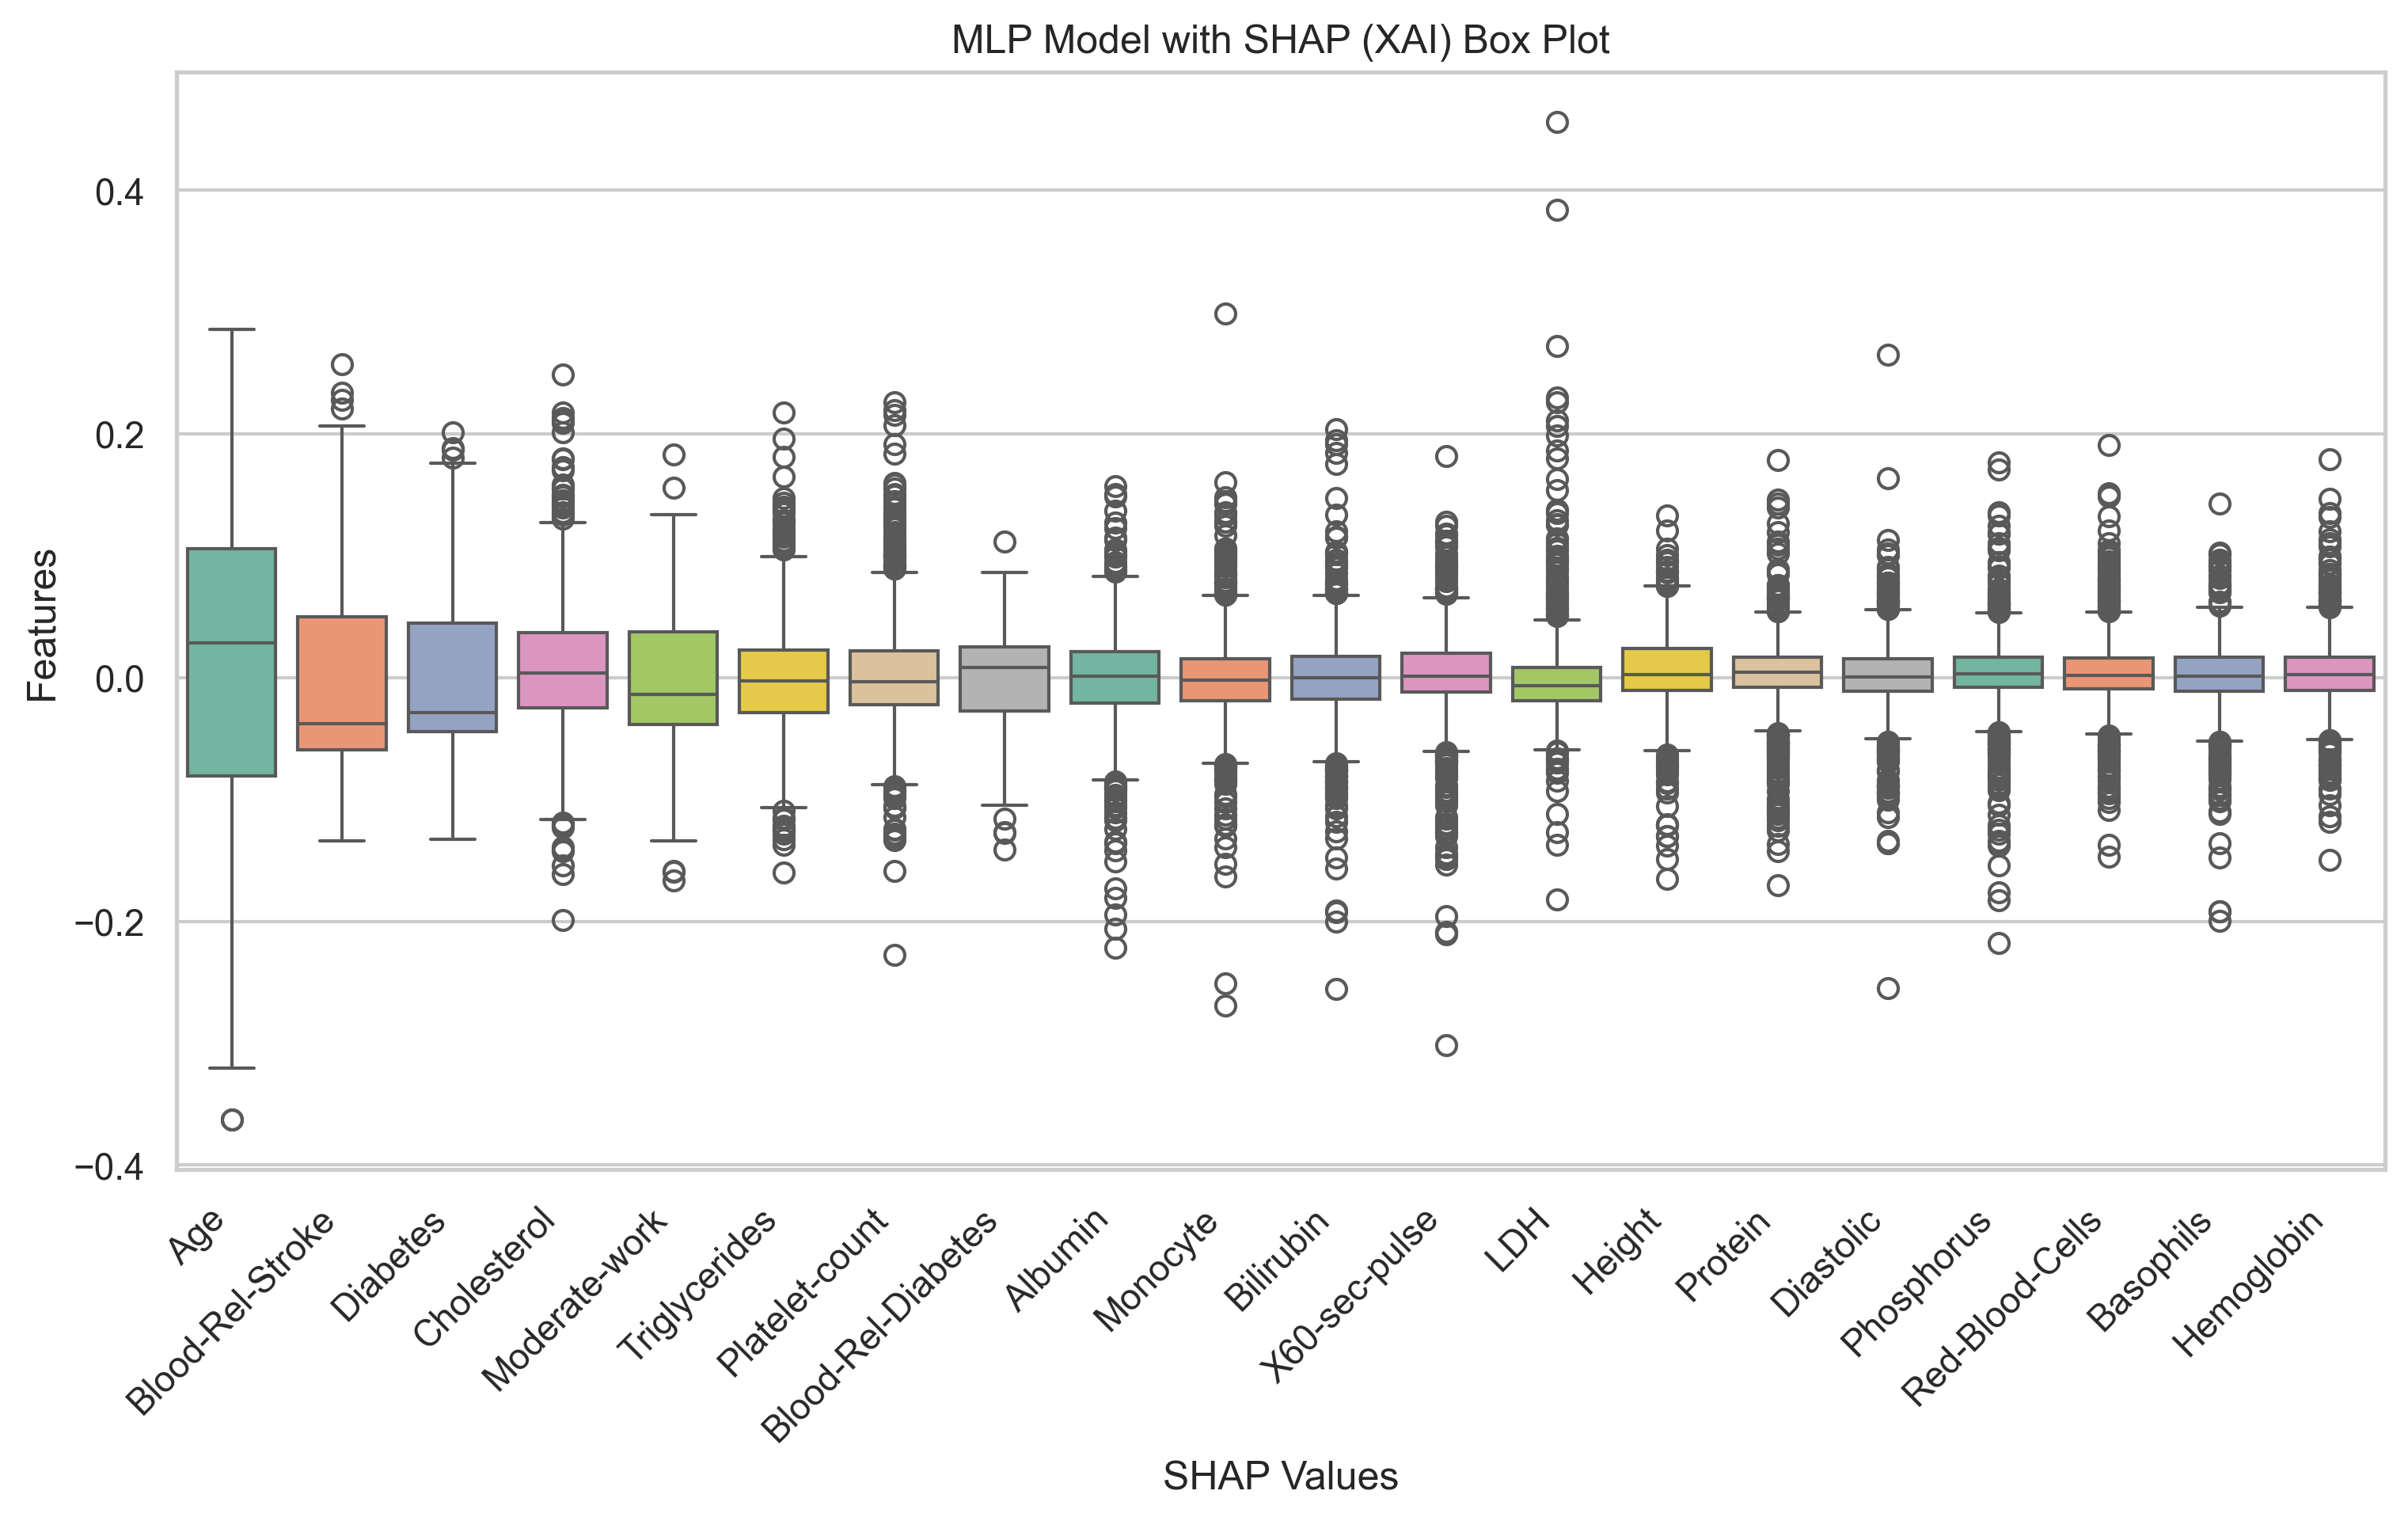 MLP Model with SHAP (XAI) Box Plot
Features
0.4
0.2
0.0
−0.2
−0.4
Age
Blood-Rel-Stroke
Diabetes
Cholesterol
Moderate-work
Triglycerides
Platelet-count
Blood-Rel-Diabetes
Albumin
Monocyte
Bilirubin
X60-sec-pulse
LDH
Height
Protein
Diastolic
Phosphorus
Red-Blood-Cells
Basophils
Hemoglobin
SHAP Values